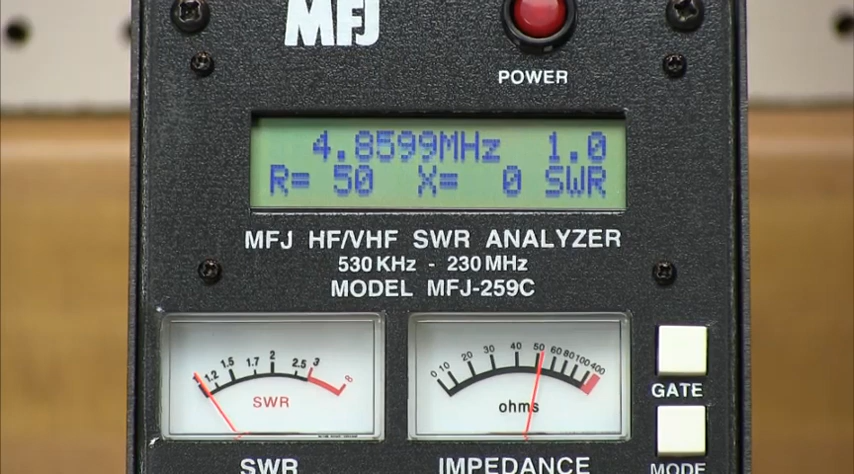 MFJ
POWER
4.8599MHz 1.0
R= 50 X= 0 SWR
MFJ HF/VHF SWR ANALYZER
530 KHz - 230 MHz
MODEL MFJ-259C
1 1.2 1.5 1.7 2 2.5 3 8
SWR
0 10 20 30 40 50 60 80 100 400
ohms
GATE
SWR
IMPEDANCE
MODE